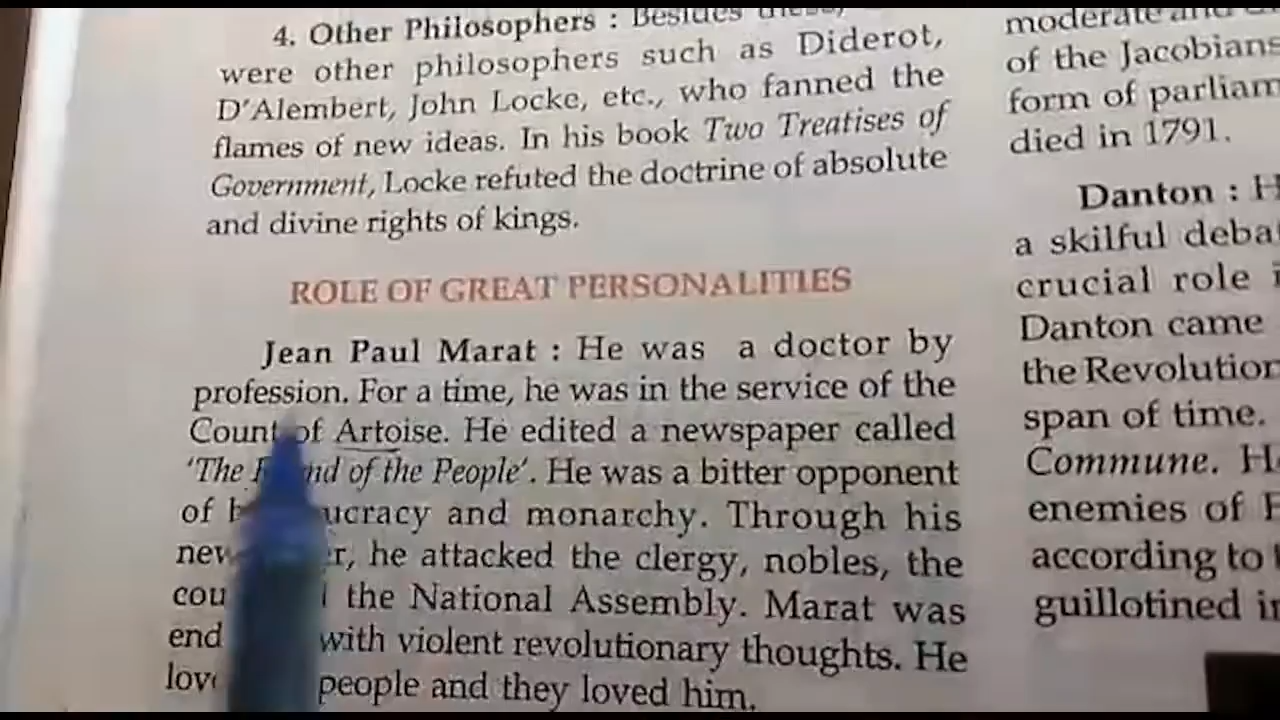 4. Other Philosophers : Besides these,
were other philosophers such as Diderot,
D'Alembert, John Locke, etc., who fanned the
flames of new ideas. In his book Two Treatises of
Government, Locke refuted the doctrine of absolute
and divine rights of kings.
ROLE OF GREAT PERSONALITIES
Jean Paul Marat : He was a doctor by
profession. For a time, he was in the service of the
Count of Artoise. He edited a newspaper called
'The of the People'. He was a bitter opponent
of and monarchy. Through his
he attacked the clergy, nobles, the
the National Assembly. Marat was
with violent revolutionary thoughts. He
people and they loved him.
moderate and
of the Jacobians
form of parliam
died in 1791.
Danton : H
a skilful deba
crucial role i
Danton came
the Revolution
span of time.
Commune. H
enemies of F
according to t
guillotined in